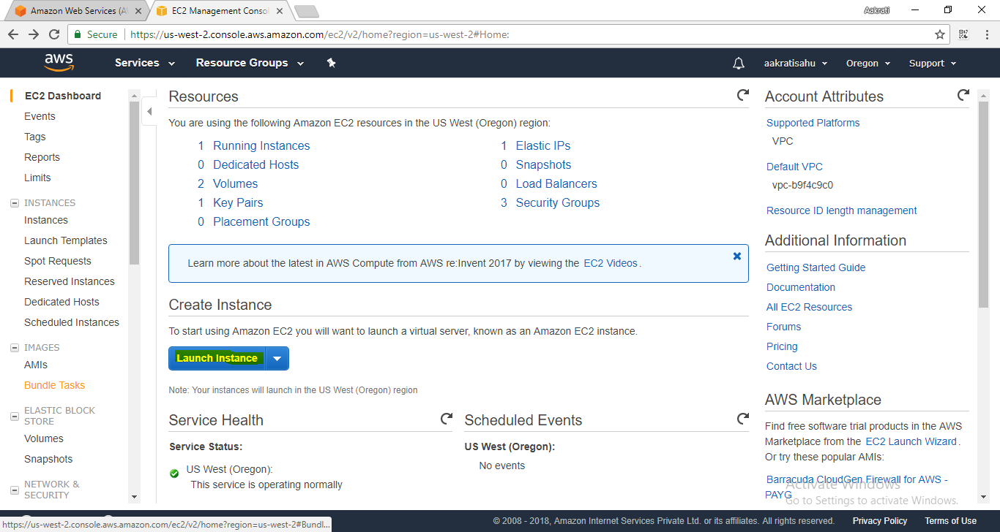 Amazon Web Services (A
EC2 Management Conso
Aakrati
Secure
https://us-west-2.console.aws.amazon.com/ec2/v2/home?region=us-west-2#Home:
aws
Services
Resource Groups
aakratisahu
Oregon
Support
EC2 Dashboard
Events
Tags
Reports
Limits
INSTANCES
Instances
Launch Templates
Spot Requests
Reserved Instances
Dedicated Hosts
Scheduled Instances
IMAGES
AMIs
Bundle Tasks
ELASTIC BLOCK
STORE
Volumes
Snapshots
NETWORK &
SECURITY
Resources
You are using the following Amazon EC2 resources in the US West (Oregon) region:
1 Running Instances
0 Dedicated Hosts
2 Volumes
1 Key Pairs
0 Placement Groups
1 Elastic IPs
0 Snapshots
0 Load Balancers
3 Security Groups
Learn more about the latest in AWS Compute from AWS re:Invent 2017 by viewing the EC2 Videos.
Create Instance
To start using Amazon EC2 you will want to launch a virtual server, known as an Amazon EC2 instance.
Launch Instance
Note: Your instances will launch in the US West (Oregon) region
Service Health
Service Status:
US West (Oregon):
This service is operating normally
Scheduled Events
US West (Oregon):
No events
Account Attributes
Supported Platforms
VPC
Default VPC
vpc-b9f4c9c0
Resource ID length management
Additional Information
Getting Started Guide
Documentation
All EC2 Resources
Forums
Pricing
Contact Us
AWS Marketplace
Find free software trial products in the AWS
Marketplace from the EC2 Launch Wizard.
Or try these popular AMIs:
Barracuda CloudGen Firewall for AWS -
PAYG
Activate Windows
Go to Settings to activate Windows.
https://us-west-2.console.aws.amazon.com/ec2/v2/home?region=us-west-2#Bundl...
© 2008 - 2018, Amazon Internet Services Private Ltd. or its affiliates. All rights reserved.
Privacy Policy
Terms of Use